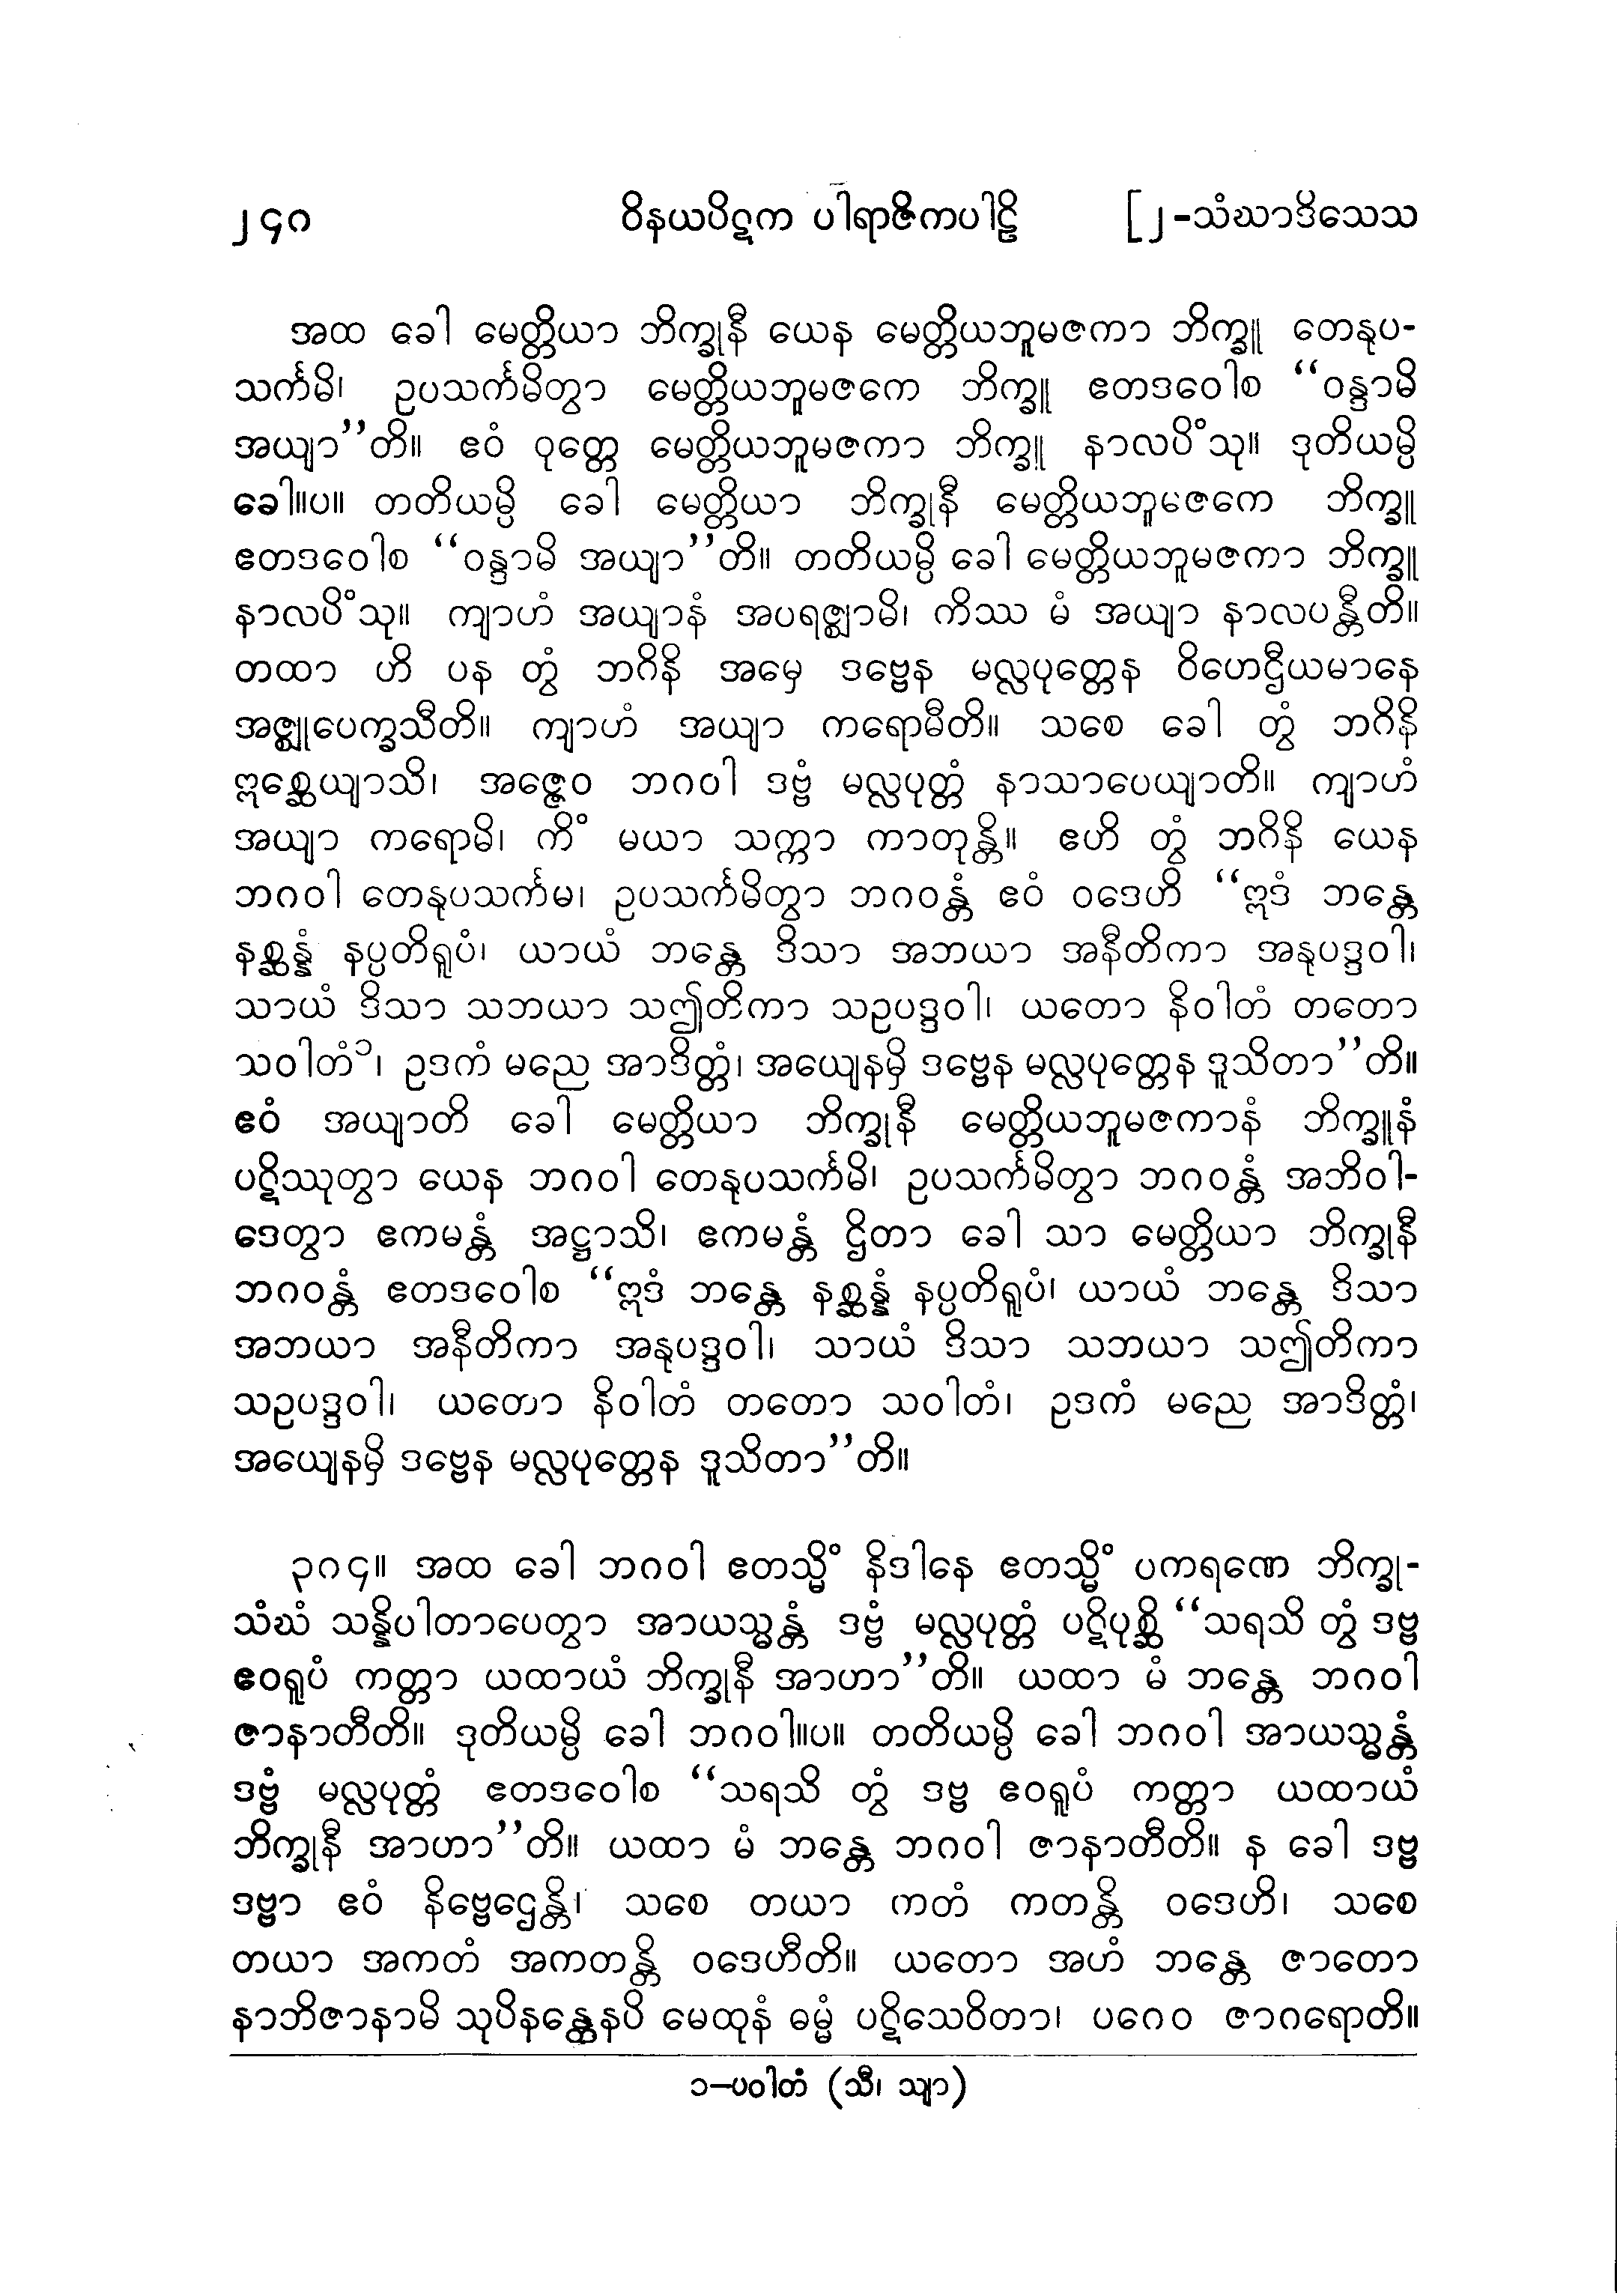 ၂၄၀ ဝိနယပိဋက ပါရာဇိကပါဠိ [၂-သံဃာဒိသေသ
အထ ခေါ မေတ္တိယာ ဘိက္ခုနီ ယေန မေတ္တိယဘူမဇကာ ဘိက္ခူ တေနုပ-
သင်္ကမိ၊ ဥပသင်္ကမိတွာ မေတ္တိယဘူမဇကေ ဘိက္ခူ ဧတဒဝေါစ “ဝန္ဒာမိ
အယျာ”တိ။ ဧဝံ ဝုတ္တေ မေတ္တိယဘူမဇကာ ဘိက္ခူ နာလပိံသု။ ဒုတိယမ္ပိ
ခေါ။ပ။ တတိယမ္ပိ ခေါ မေတ္တိယာ ဘိက္ခုနီ မေတ္တိယဘူမဇကေ ဘိက္ခူ
ဧတဒဝေါစ “ဝန္ဒာမိ အယျာ”တိ။ တတိယမ္ပိ ခေါ မေတ္တိယဘူမဇကာ ဘိက္ခူ
နာလပိံသု။ ကျာဟံ အယျာနံ အပရဇ္ဈာမိ၊ ကိဿ မံ အယျာ နာလပန္တီတိ။
တထာ ဟိ ပန တွံ ဘဂိနိ အမှေ ဒဗ္ဗေန မလ္လပုတ္တေန ဝိဟေဌီယမာနေ
အဇ္ဈုပေက္ခသီတိ။ ကျာဟံ အယျာ ကရောမီတိ။ သစေ ခေါ တွံ ဘဂိနိ
ဣစ္ဆေယျာသိ၊ အဇ္ဇေဝ ဘဂဝါ ဒဗ္ဗံ မလ္လပုတ္တံ နာသာပေယျာတိ။ ကျာဟံ
အယျာ ကရောမိ၊ ကိံ မယာ သက္ကာ ကာတုန္တိ။ ဧဟိ တွံ ဘဂိနိ ယေန
ဘဂဝါ တေနုပသင်္ကမ၊ ဥပသင်္ကမိတွာ ဘဂဝန္တံ ဧဝံ ဝဒေဟိ “ဣဒံ ဘန္တေ
နစ္ဆန္နံ နပ္ပတိရူပံ၊ ယာယံ ဘန္တေ ဒိသာ အဘယာ အနီတိကာ အနုပဒ္ဒဝါ၊
သာယံ ဒိသာ သဘယာ သဤတိကာ သဥပဒ္ဒဝါ၊ ယတော နိဝါတံ တတော
သဝါတံ၁၊ ဥဒကံ မညေ အာဒိတ္တံ၊ အယျေနမှိ ဒဗ္ဗေန မလ္လပုတ္တေန ဒူသိတာ”တိ။
ဧဝံ အယျာတိ ခေါ မေတ္တိယာ ဘိက္ခုနီ မေတ္တိယဘူမဇကာနံ ဘိက္ခူနံ
ပဋိဿုတွာ ယေန ဘဂဝါ တေနုပသင်္ကမိ၊ ဥပသင်္ကမိတွာ ဘဂဝန္တံ အဘိဝါ-
ဒေတွာ ဧကမန္တံ အဋ္ဌာသိ၊ ဧကမန္တံ ဌိတာ ခေါ သာ မေတ္တိယာ ဘိက္ခုနီ
ဘဂဝန္တံ ဧတဒဝေါစ “ဣဒံ ဘန္တေ နစ္ဆန္နံ နပ္ပတိရူပံ၊ ယာယံ ဘန္တေ ဒိသာ
အဘယာ အနီတိကာ အနုပဒ္ဒဝါ၊ သာယံ ဒိသာ သဘယာ သဤတိကာ
သဥပဒ္ဒဝါ၊ ယတော နိဝါတံ တတော သဝါတံ၊ ဥဒကံ မညေ အာဒိတ္တံ၊
အယျေနမှိ ဒဗ္ဗေန မလ္လပုတ္တေန ဒူသိတာ”တိ။
၃၈၄။ အထ ခေါ ဘဂဝါ ဧတသ္မိံ နိဒါနေ ဧတသ္မိံ ပကရဏေ ဘိက္ခု-
သံဃံ သန္နိပါတာပေတွာ အာယသ္မန္တံ ဒဗ္ဗံ မလ္လပုတ္တံ ပဋိပုစ္ဆိ “သရသိ တွံ ဒဗ္ဗ
ဧဝရူပံ ကတ္တာ ယထာယံ ဘိက္ခုနီ အာဟာ”တိ။ ယထာ မံ ဘန္တေ ဘဂဝါ
ဇာနာတီတိ။ ဒုတိယမ္ပိ ခေါ ဘဂဝါ။ပ။ တတိယမ္ပိ ခေါ ဘဂဝါ အာယသ္မန္တံ
ဒဗ္ဗံ မလ္လပုတ္တံ ဧတဒဝေါစ “သရသိ တွံ ဒဗ္ဗ ဧဝရူပံ ကတ္တာ ယထာယံ
ဘိက္ခုနီ အာဟာ”တိ။ ယထာ မံ ဘန္တေ ဘဂဝါ ဇာနာတီတိ။ န ခေါ ဒဗ္ဗ
ဒဗ္ဗာ ဧဝံ နိဗ္ဗေဌေန္တိ၊ သစေ တယာ ကတံ ကတန္တိ ဝဒေဟိ၊ သစေ
တယာ အကတံ အကတန္တိ ဝဒေဟီတိ။ ယတော အဟံ ဘန္တေ ဇာတော
နာဘိဇာနာမိ သုပိနန္တေနပိ မေထုနံ ဓမ္မံ ပဋိသေဝိတာ၊ ပဂေဝ ဇာဂရောတိ။
၁-ပဝါတံ (သီ၊ သျာ)